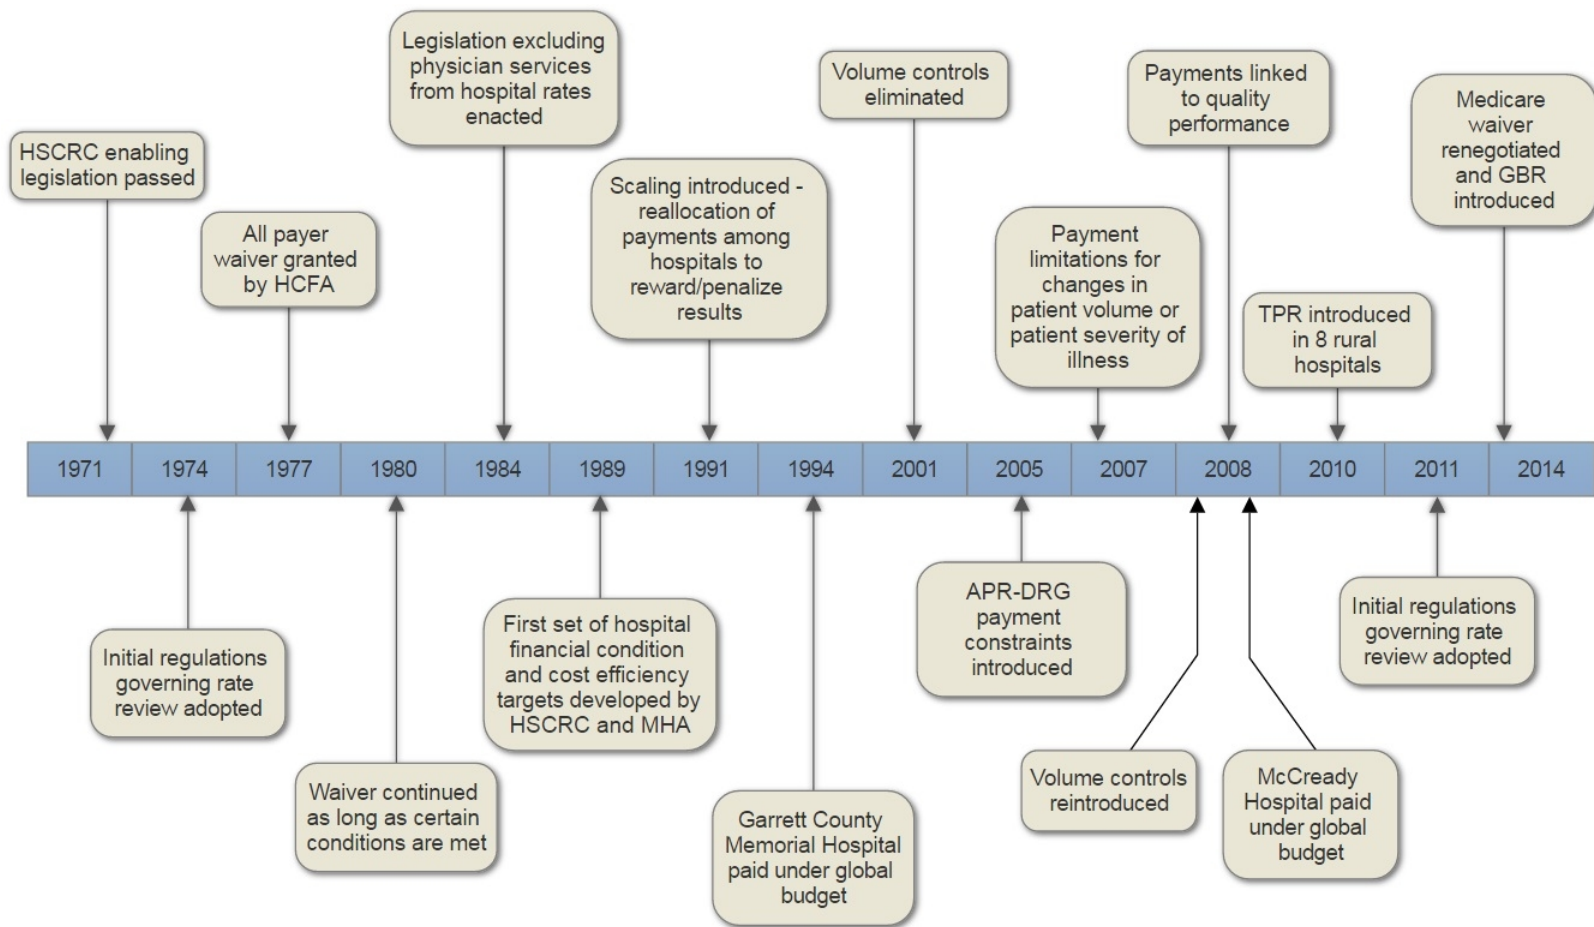 Legislation excluding
physician services
from hospital rates
enacted
Volume controls
eliminated
Payments linked
to quality
performance
Medicare
waiver
renegotiated
and GBR
introduced
HSCRC enabling
legislation passed
All payer
waiver granted
by HCFA
Scaling introduced -
reallocation of
payments among
hospitals to
reward/penalize
results
Payment
limitations for
changes in
patient volume or
patient severity of
illness
TPR introduced
in 8 rural
hospitals
1971 1974 1977 1980 1984 1989 1991 1994 2001 2005 2007 2008 2010 2011 2014
Initial regulations
governing rate
review adopted
Waiver continued
as long as certain
conditions are met
First set of hospital
financial condition
and cost efficiency
targets developed by
HSCRC and MHA
Garrett County
Memorial Hospital
paid under global
budget
APR-DRG
payment
constraints
introduced
Volume controls
reintroduced
McCready
Hospital paid
under global
budget
Initial regulations
governing rate
review adopted